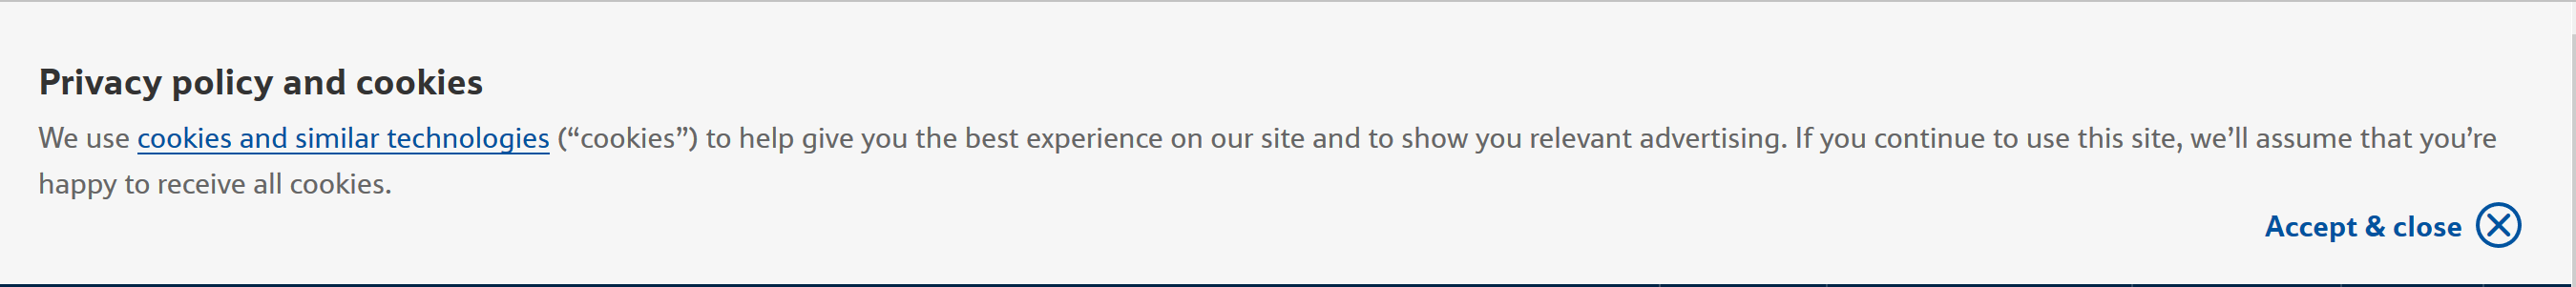 Privacy policy and cookies
We use cookies and similar technologies (“cookies”) to help give you the best experience on our site and to show you relevant advertising. If you continue to use this site, we’ll assume that you’re
happy to receive all cookies.
Accept & close